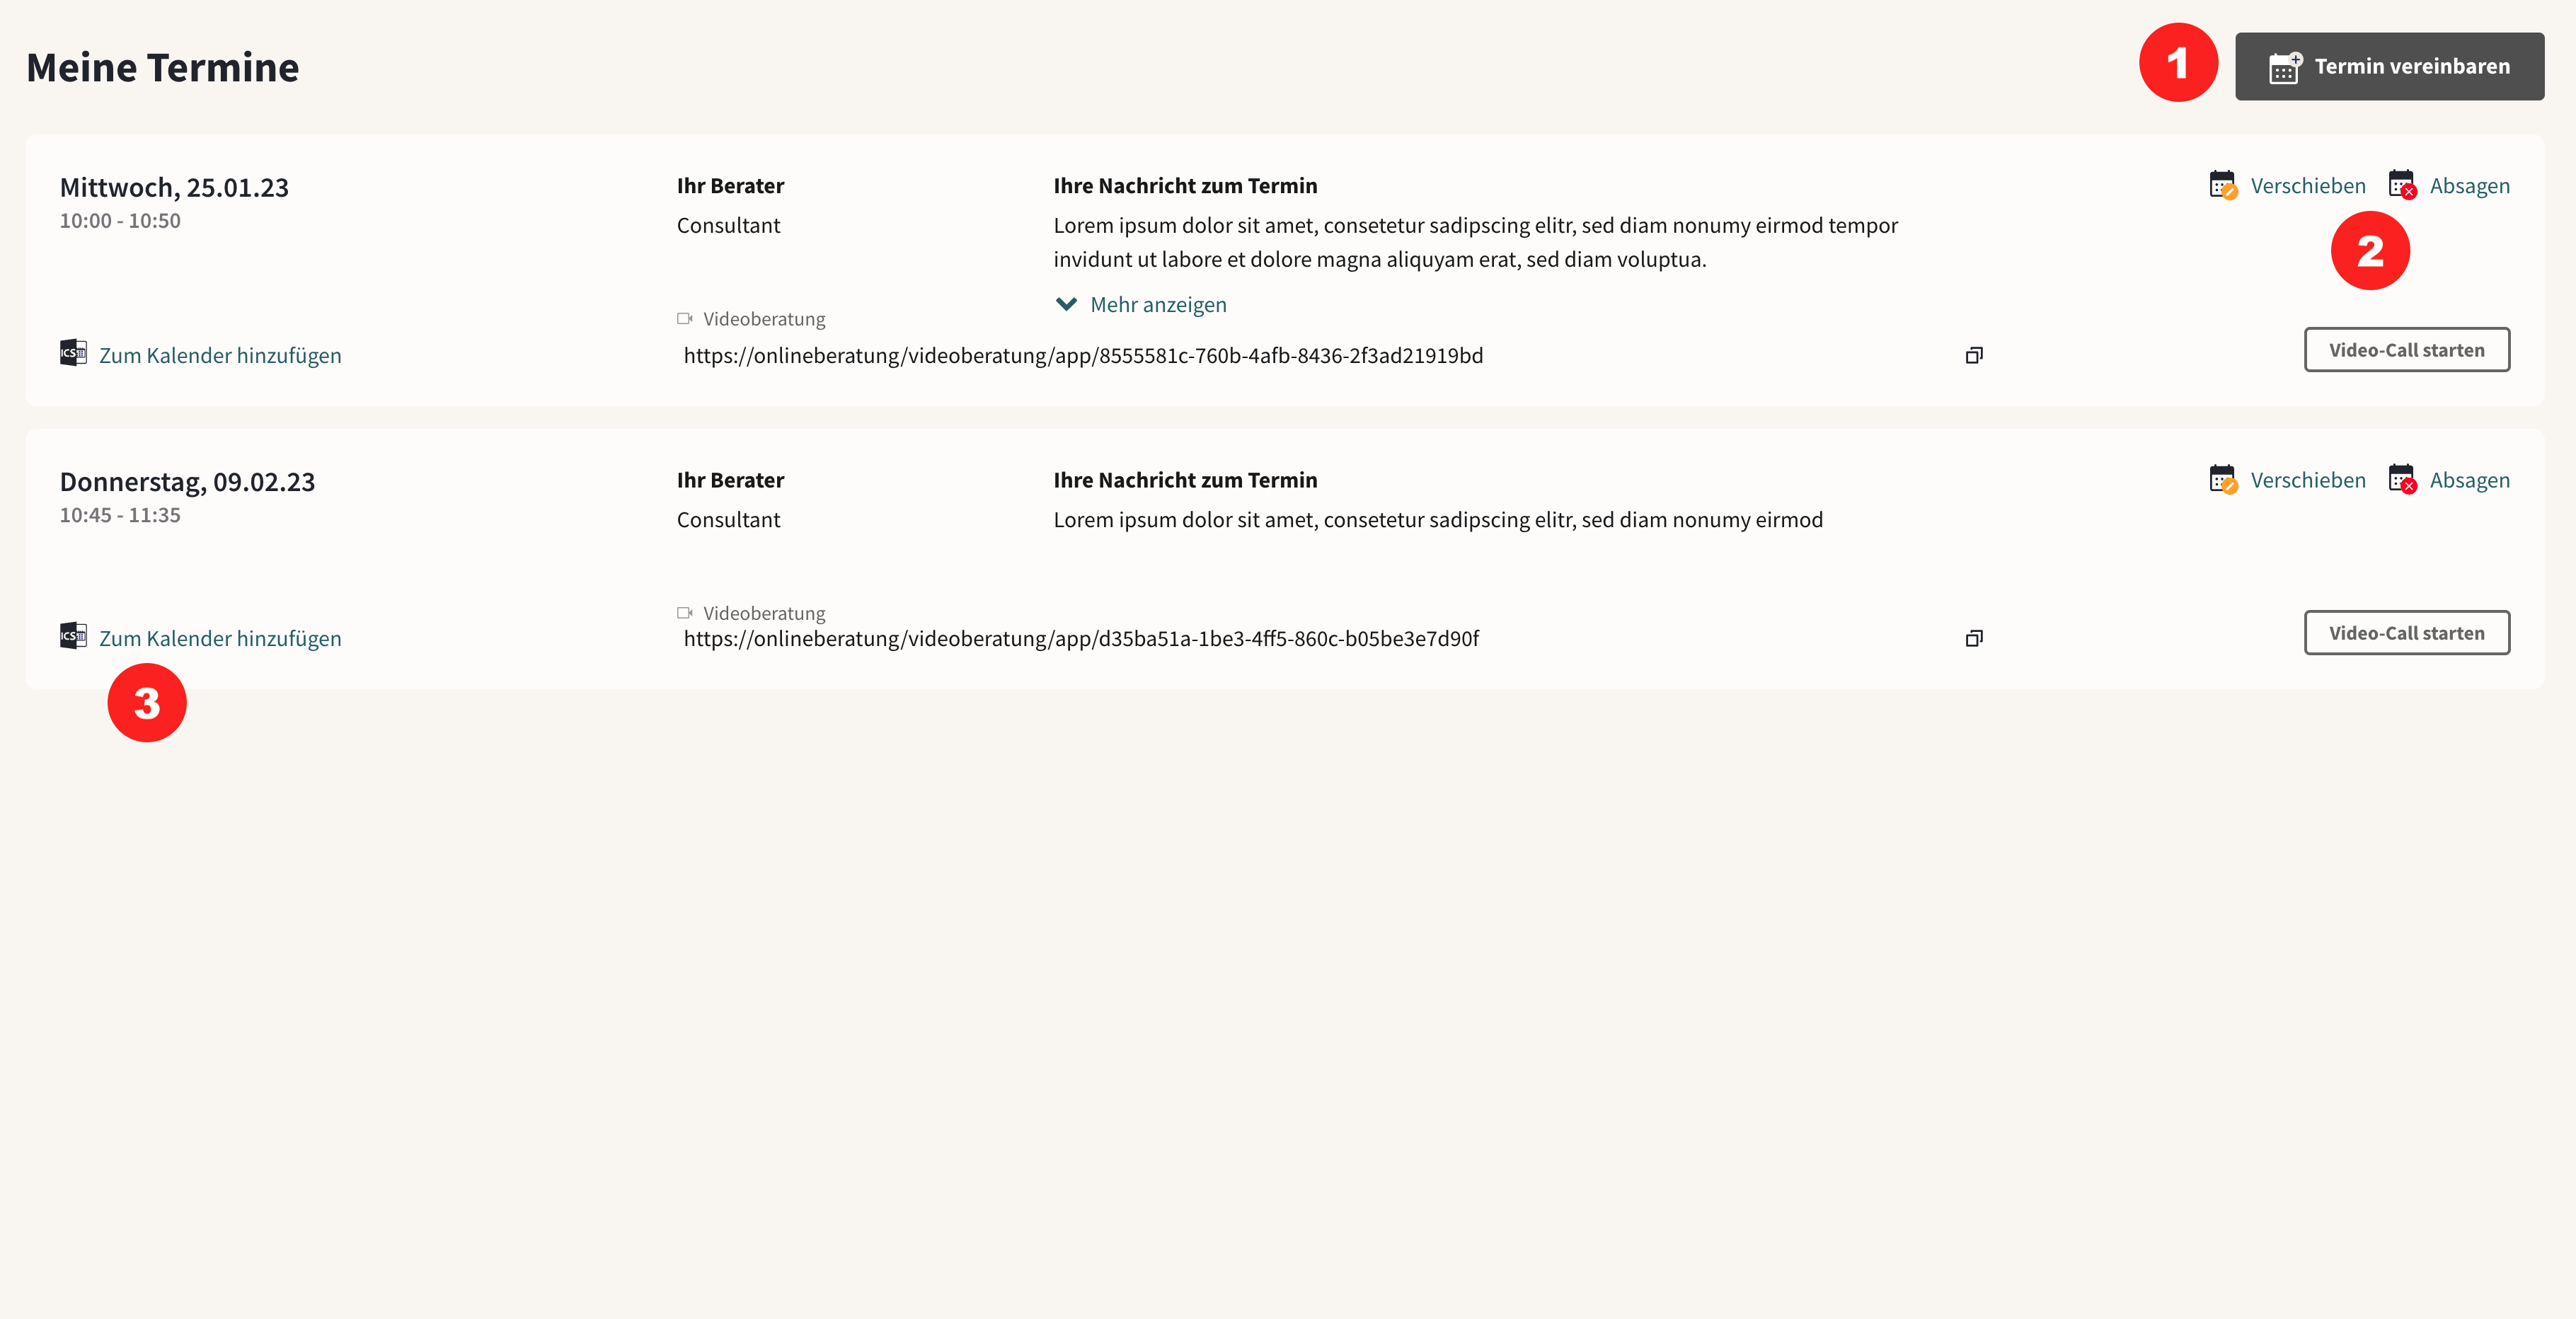 Meine Termine
1
Termin vereinbaren
Mittwoch, 25.01.23
10:00 - 10:50
Ihr Berater
Consultant
Ihre Nachricht zum Termin
Lorem ipsum dolor sit amet, consetetur sadipscing elitr, sed diam nonumy eirmod tempor
invidunt ut labore et dolore magna aliquyam erat, sed diam voluptua.
Mehr anzeigen
Verschieben
Absagen
2
ICS
Zum Kalender hinzufügen
Videoberatung
https://onlineberatung/videoberatung/app/8555581c-760b-4afb-8436-2f3ad21919bd
Video-Call starten
Donnerstag, 09.02.23
10:45 - 11:35
Ihr Berater
Consultant
Ihre Nachricht zum Termin
Lorem ipsum dolor sit amet, consetetur sadipscing elitr, sed diam nonumy eirmod
Verschieben
Absagen
ICS
Zum Kalender hinzufügen
3
Videoberatung
https://onlineberatung/videoberatung/app/d35ba51a-1be3-4ff5-860c-b05be3e7d90f
Video-Call starten